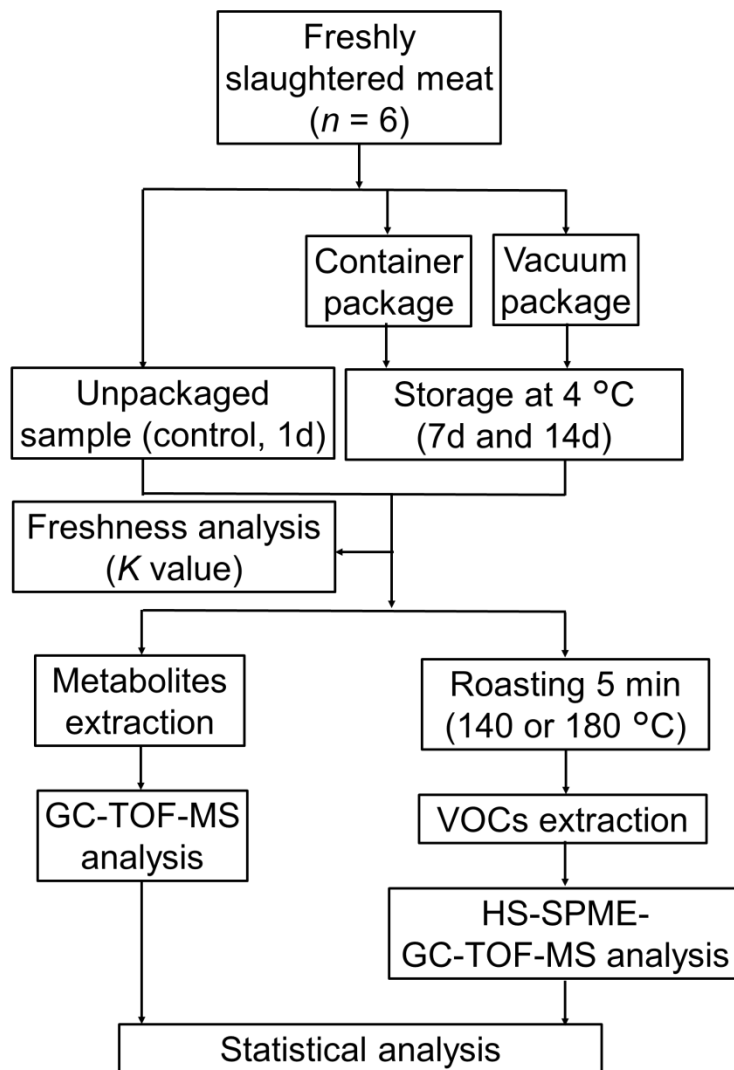 Freshly
slaughtered meat
(n = 6)
Container
package
Vacuum
package
Unpackaged
sample (control, 1d)
Storage at 4 °C
(7d and 14d)
Freshness analysis
(K value)
Metabolites
extraction
Roasting 5 min
(140 or 180 °C)
GC-TOF-MS
analysis
VOCs extraction
HS-SPME-
GC-TOF-MS analysis
Statistical analysis